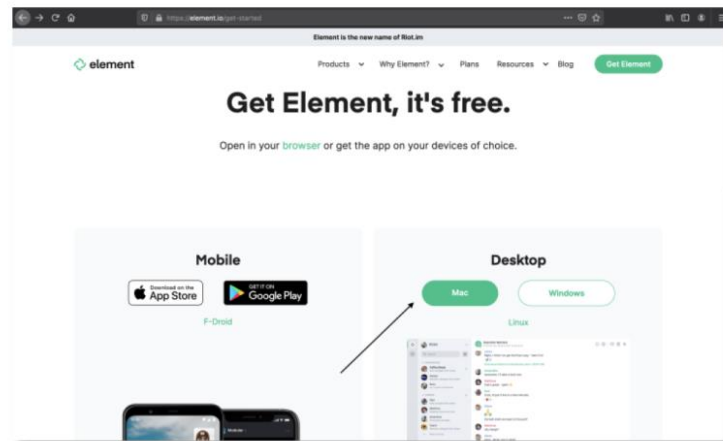 https://element.io/get-started
Element is the new name of Riot.im
element
Products Why Element? Plans Resources Blog Get Element
Get Element, it's free.
Open in your browser or get the app on your devices of choice.
Mobile
Download on the
App Store
GET IT ON
Google Play
F-Droid
Desktop
Mac
Windows
Linux